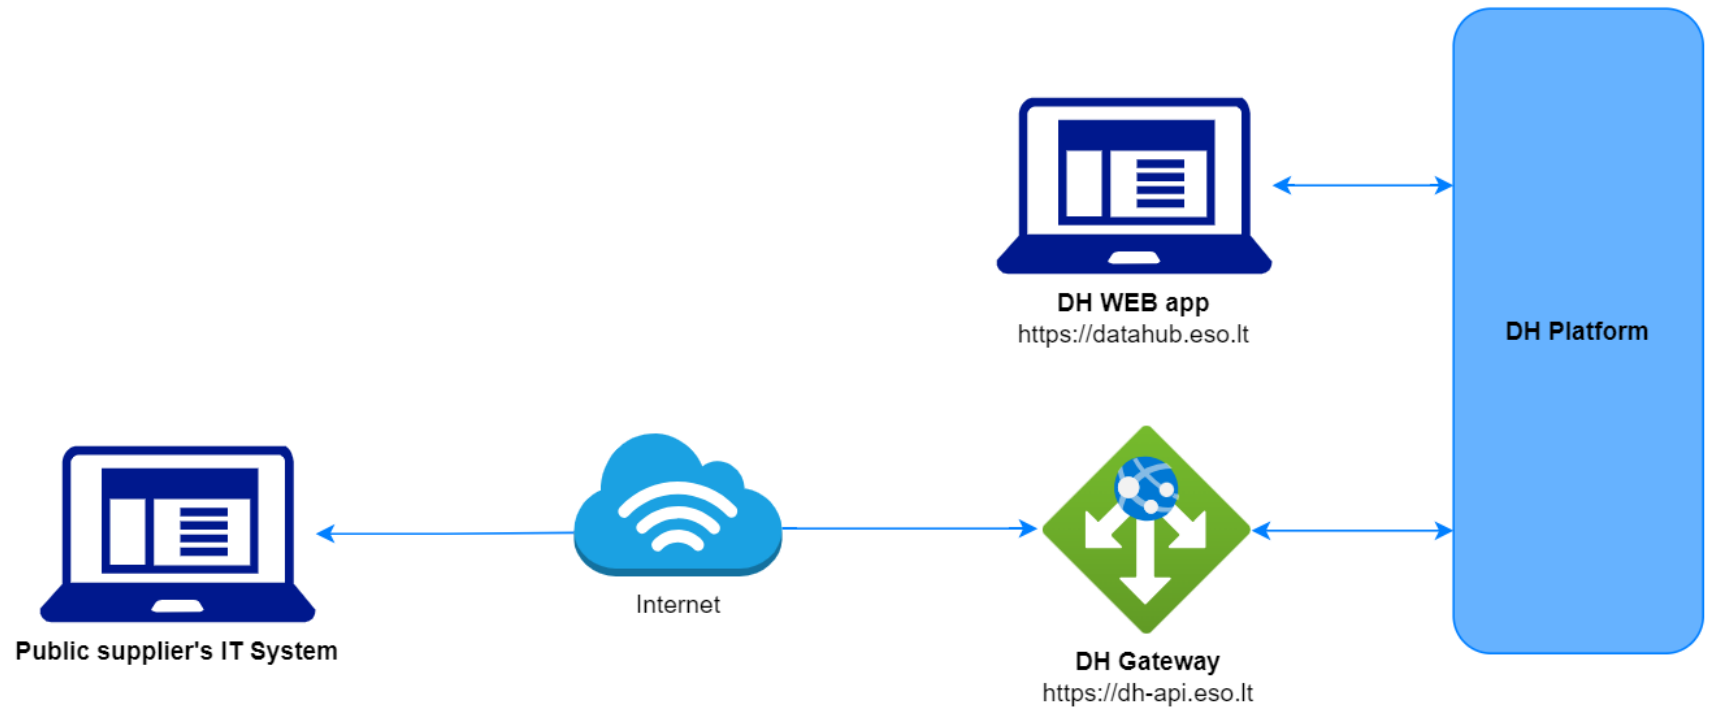 DH WEB app
https://datahub.eso.lt
DH Platform
Internet
Public supplier's IT System
DH Gateway
https://dh-api.eso.lt